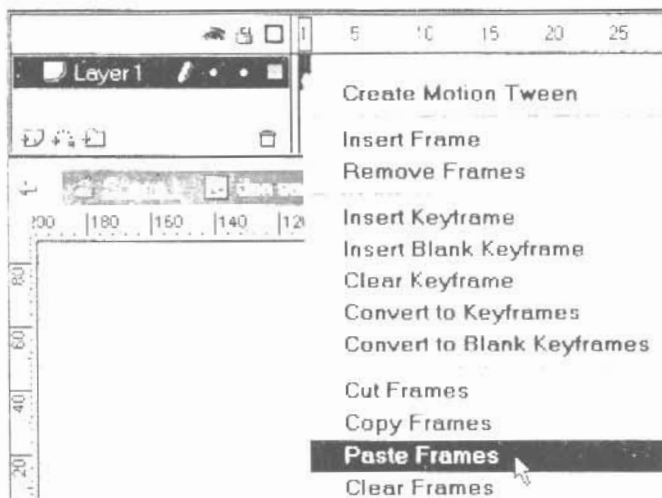 1 5 10 15 20 25
Layer 1
Create Motion Tween
Insert Frame
Remove Frames
180 160 140
Insert Keyframe
Insert Blank Keyframe
Clear Keyframe
Convert to Keyframes
Convert to Blank Keyframes
Cut Frames
Copy Frames
Paste Frames
Clear Frames
80
60
40
20